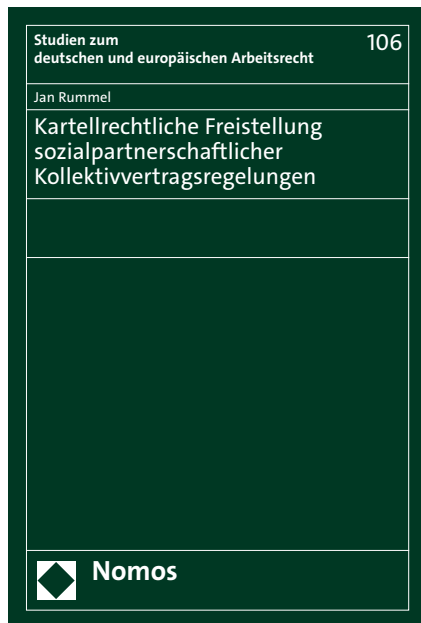 Studien zum
deutschen und europäischen Arbeitsrecht
106
Jan Rummel
Kartellrechtliche Freistellung
sozialpartnerschaftlicher
Kollektivvertragsregelungen
Nomos